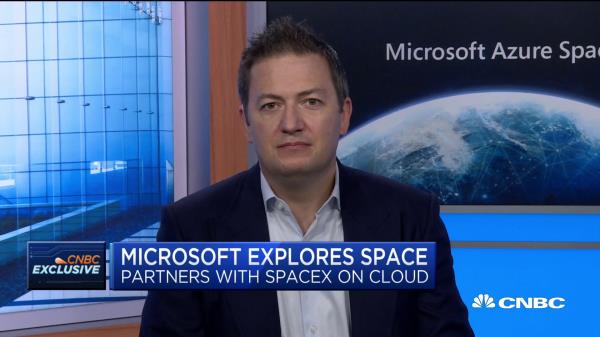 Microsoft Azure Spac
CNBC
EXCLUSIVE
MICROSOFT EXPLORES SPACE
PARTNERS WITH SPACEX ON CLOUD
CNBC